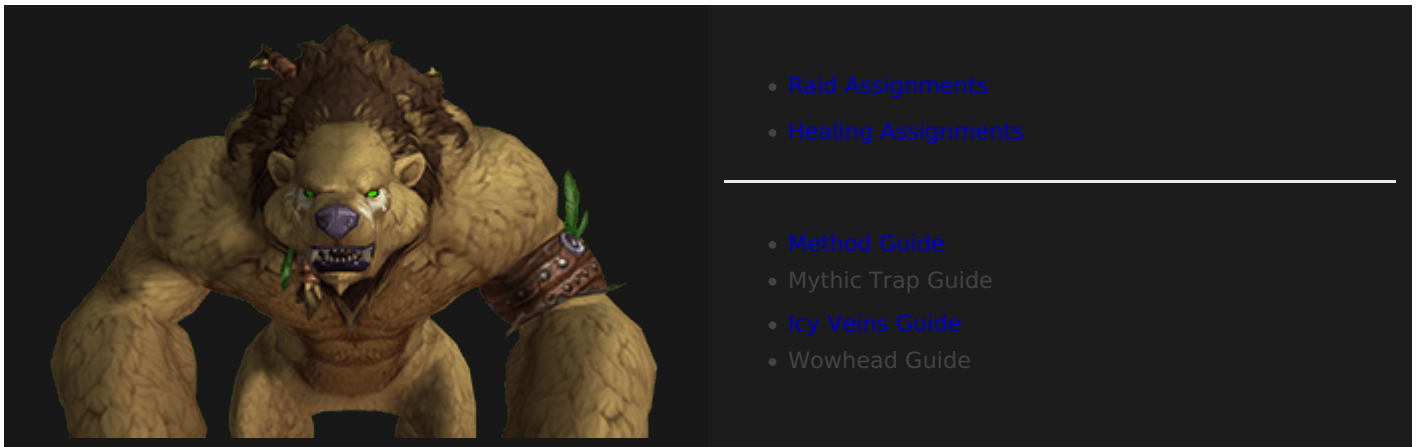 Raid Assignments
Healing Assignments
Method Guide
Mythic Trap Guide
Icy Veins Guide
Wowhead Guide